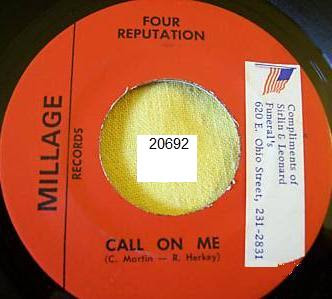 FOUR
REPUTATION
MILLAGE
RECORDS
20692
Compliments of
Sirlin & Leonard
Funeral's
620 E. Ohio Street, 231-2831
CALL ON ME
(C. Martin — R. Herkey)